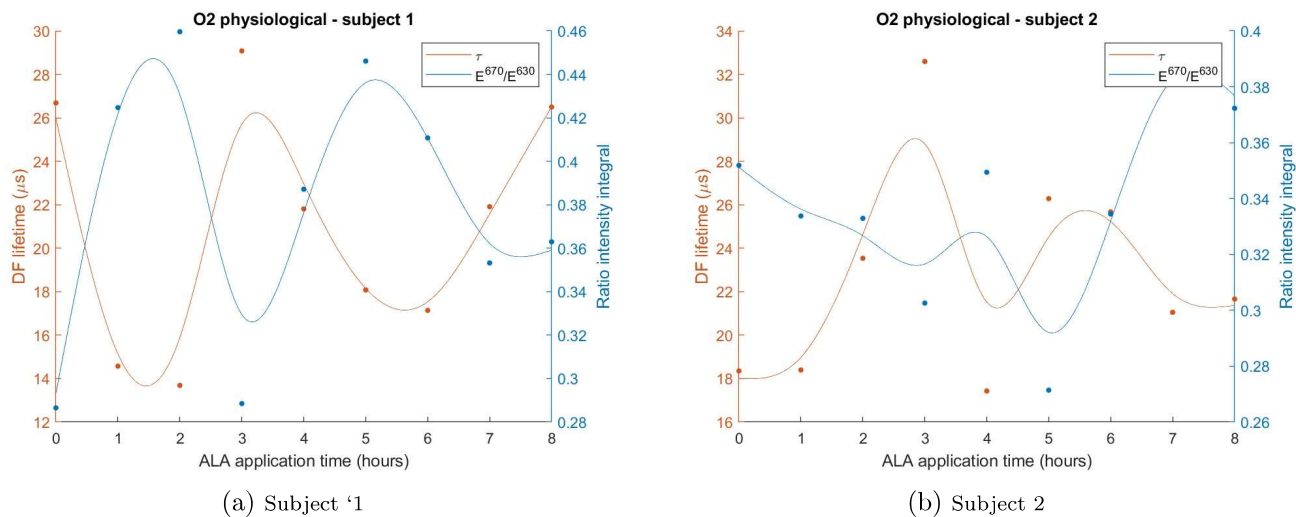 O2 physiological - subject 1
30
28
26
24
22
20
18
16
14
12
DF lifetime (μs)
τ
E^670/E^630
0.46
0.44
0.42
0.4
0.38
0.36
0.34
0.32
0.3
0.28
Ratio intensity integral
0 1 2 3 4 5 6 7 8
ALA application time (hours)
(a) Subject ‘1
O2 physiological - subject 2
34
32
30
28
26
24
22
20
18
16
DF lifetime (μs)
τ
E^670/E^630
0.4
0.38
0.36
0.34
0.32
0.3
0.28
0.26
Ratio intensity integral
0 1 2 3 4 5 6 7 8
ALA application time (hours)
(b) Subject 2